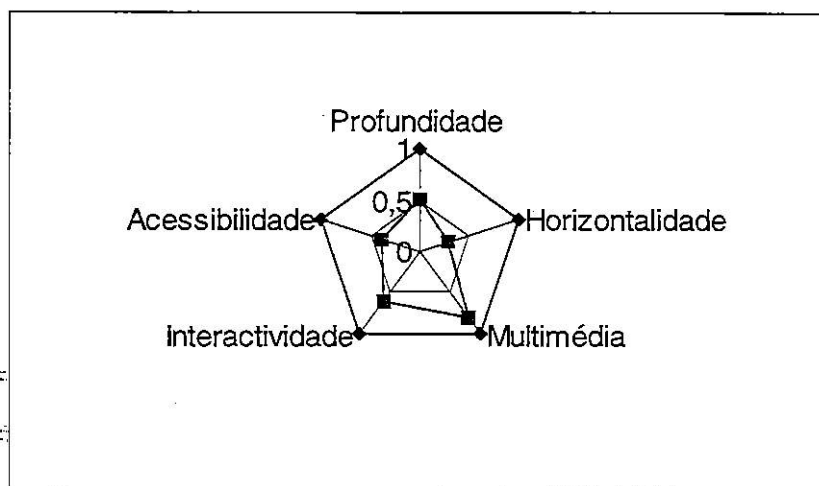 Profundidade
1
0,5
Acessibilidade
Horizontalidade
0
Interactividade
Multimédia